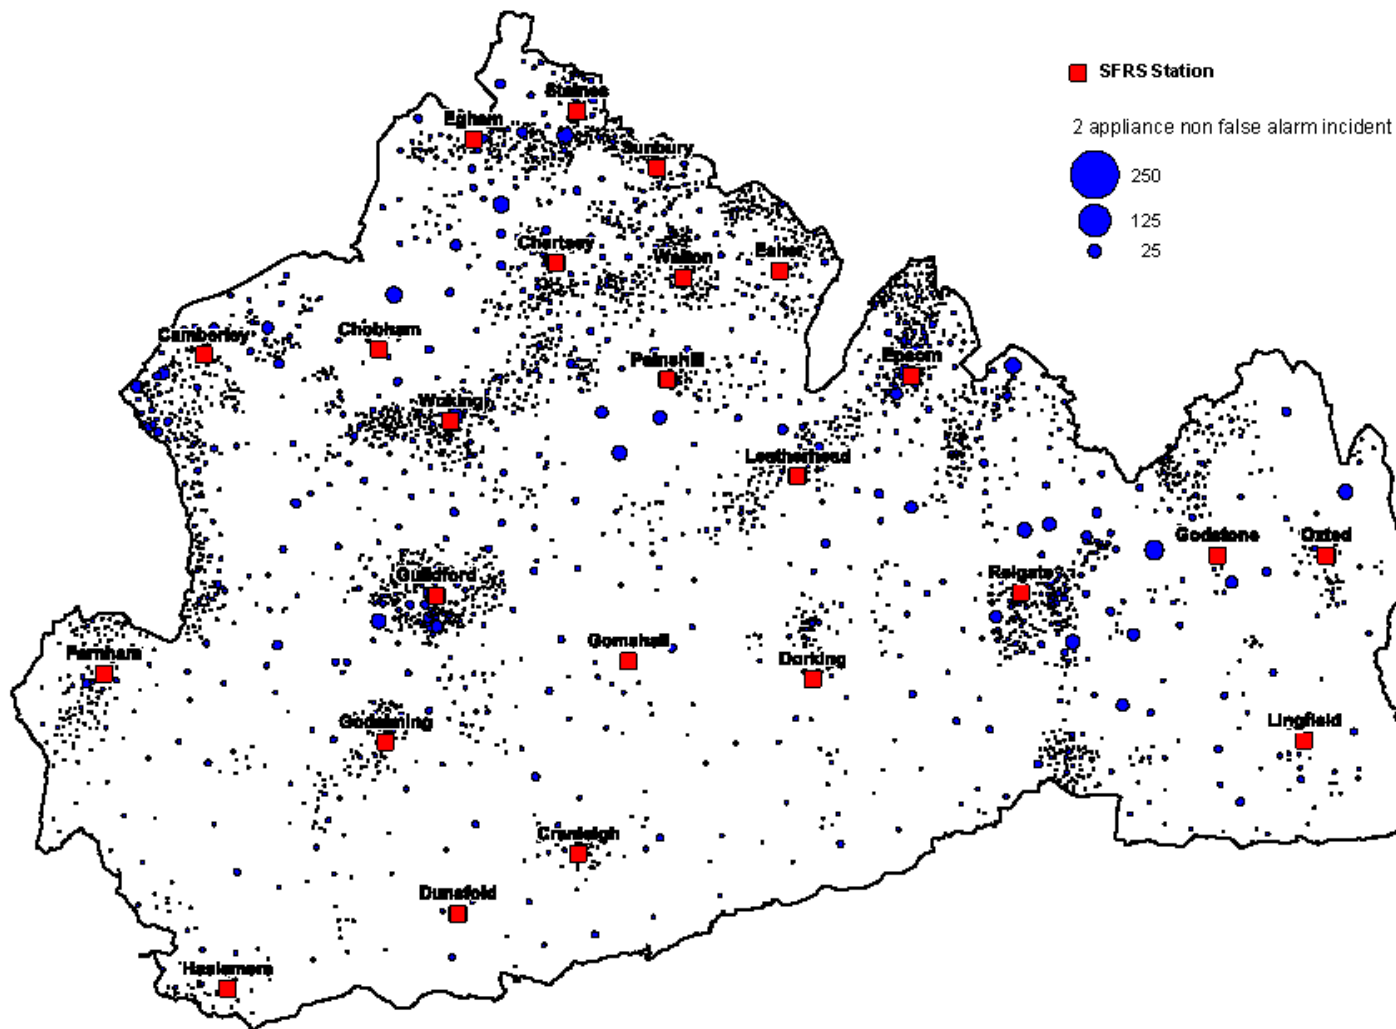 SFRS Station
2 appliance non false alarm incident
250
125
25
Staines
Egham
Sunbury
Chertsey
Walton
Esher
Camberley
Chobham
Painshill
Epsom
Woking
Leatherhead
Godstone
Oxted
Guildford
Reigate
Gomshall
Farnham
Dorking
Godalming
Lingfield
Cranleigh
Dunsfold
Haslemere